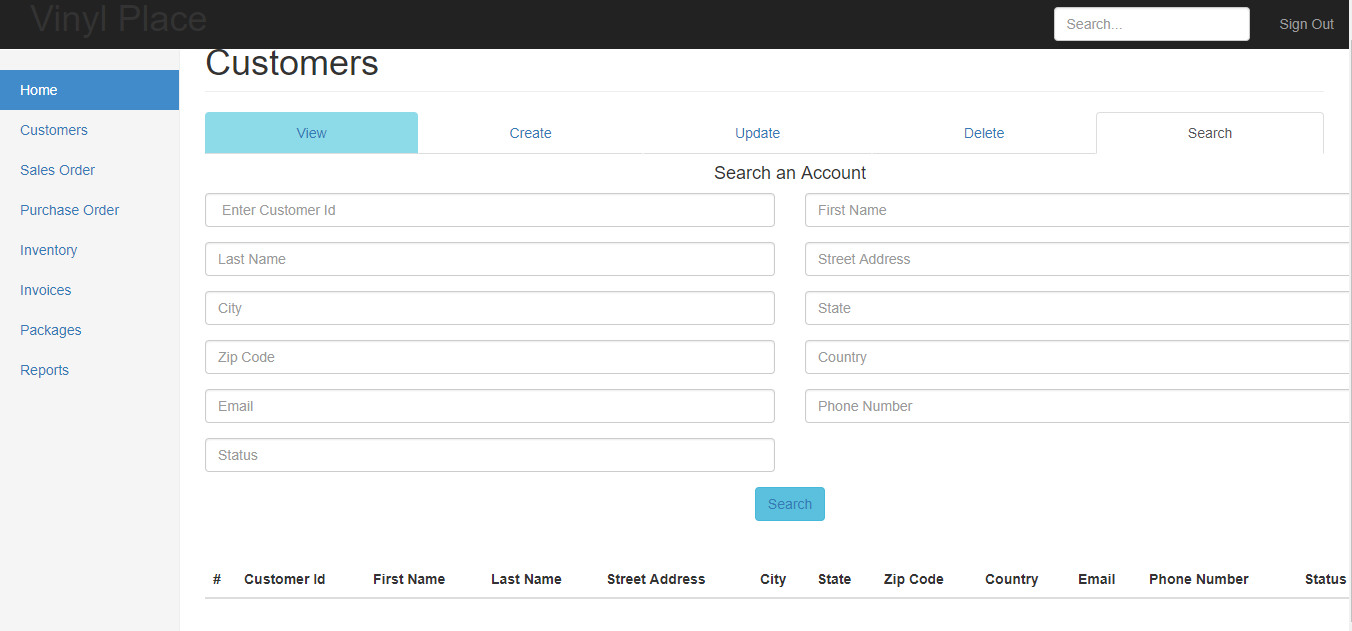 Vinyl Place
Search...
Sign Out
Customers
Home
Customers
Sales Order
Purchase Order
Inventory
Invoices
Packages
Reports
View Create Update Delete Search
Search an Account
Enter Customer Id First Name
Last Name Street Address
City State
Zip Code Country
Email Phone Number
Status
Search
# Customer Id First Name Last Name Street Address City State Zip Code Country Email Phone Number Status